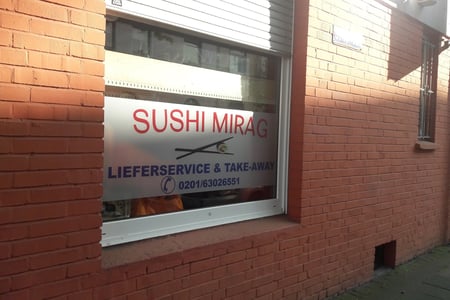 SUSHI MIRAG
LIEFERSERVICE & TAKE-AWAY
0201/63026551